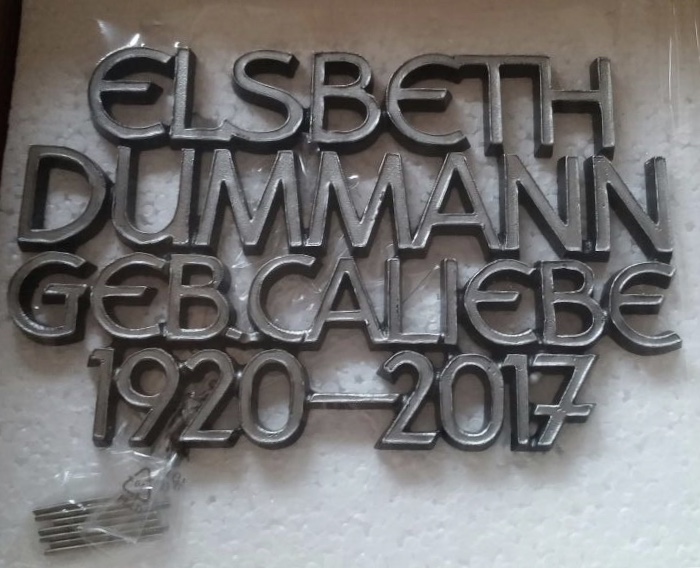 ELSBETH
DUMMANN
GEB. CALIEBE
1920–2017